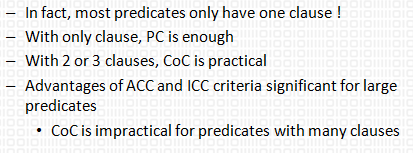 – In fact, most predicates only have one clause !
– With only clause, PC is enough
– With 2 or 3 clauses, CoC is practical
– Advantages of ACC and ICC criteria significant for large
predicates
• CoC is impractical for predicates with many clauses